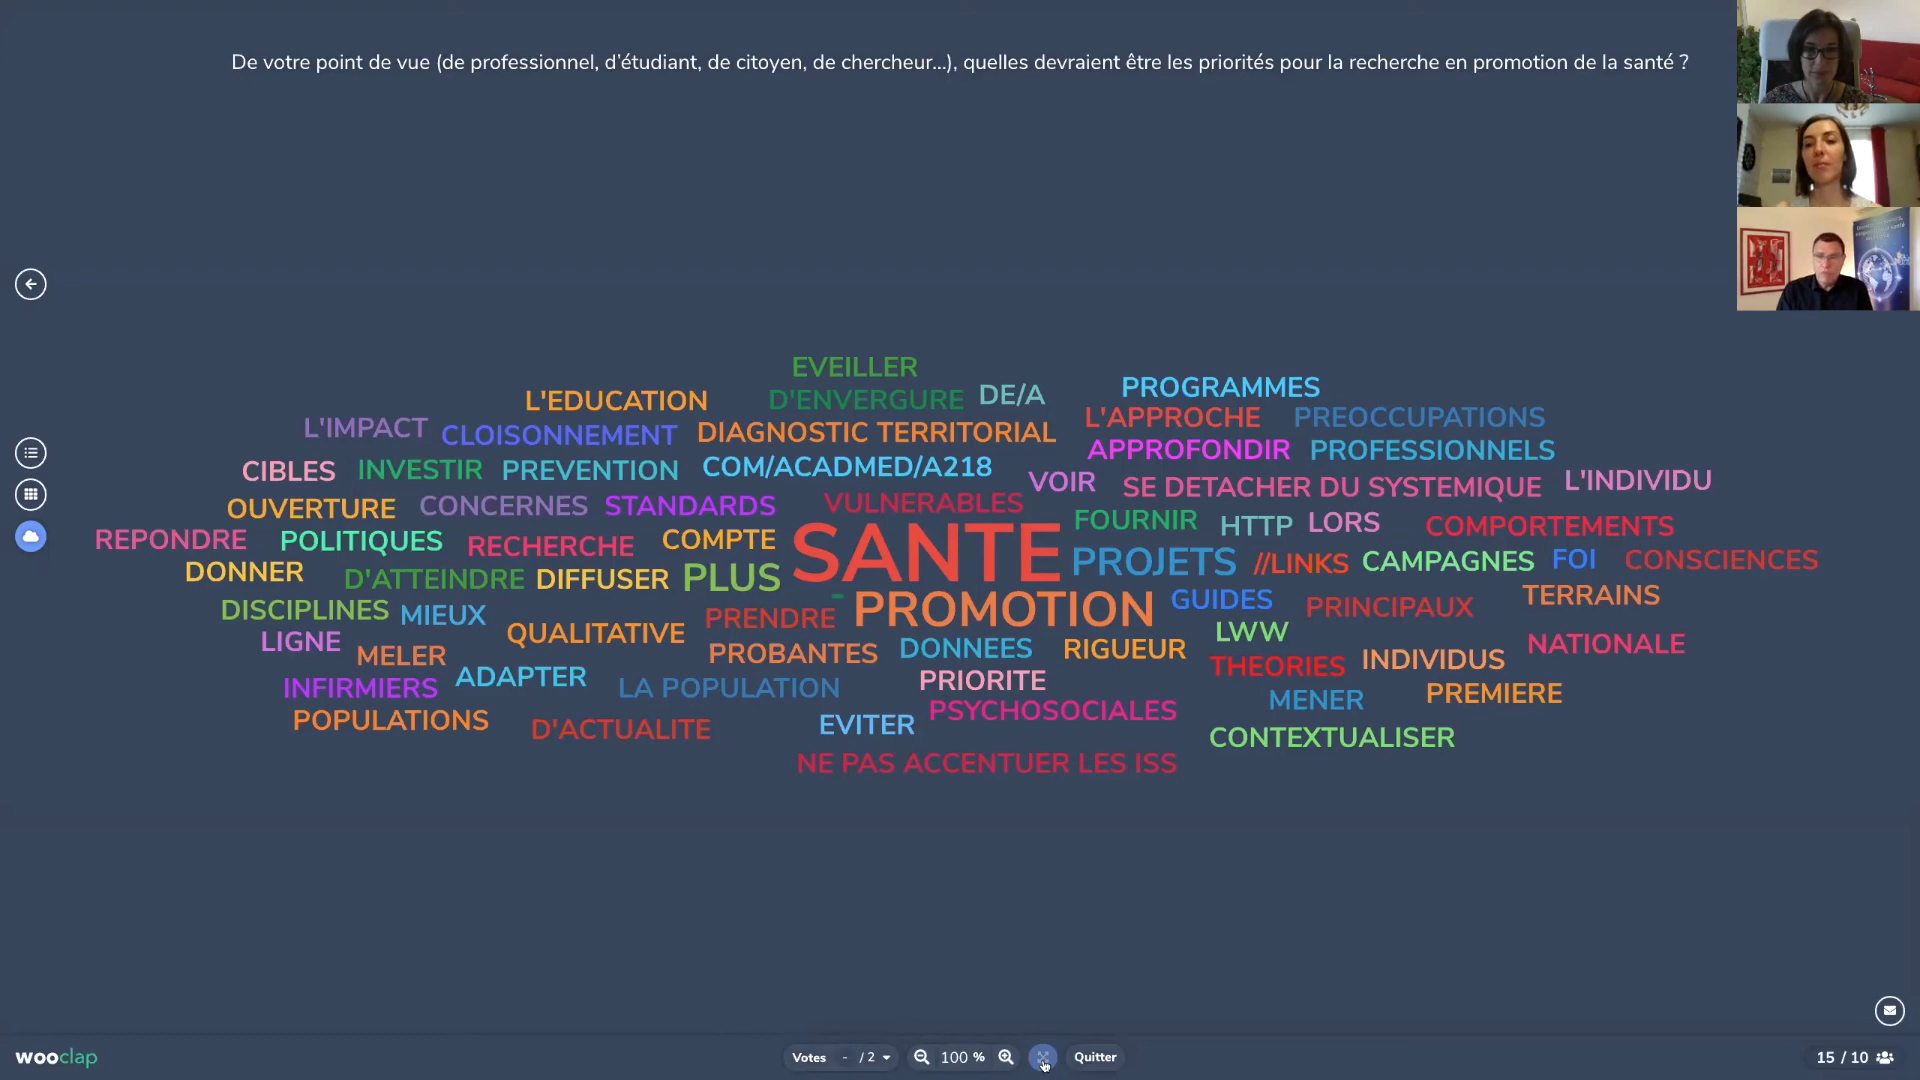 De votre point de vue (de professionnel, d'étudiant, de citoyen, de chercheur...), quelles devraient être les priorités pour la recherche en promotion de la santé ?
EVEILLER
L'EDUCATION D'ENVERGURE DE/A PROGRAMMES
L'IMPACT CLOISONNEMENT DIAGNOSTIC TERRITORIAL L'APPROCHE PREOCCUPATIONS
CIBLES INVESTIR PREVENTION COM/ACADMED/A218 APPROFONDIR PROFESSIONNELS
VOIR SE DETACHER DU SYSTEMIQUE L'INDIVIDU
OUVERTURE CONCERNES STANDARDS VULNERABLES
FOURNIR HTTP LORS COMPORTEMENTS
REPONDRE POLITIQUES RECHERCHE COMPTE SANTE PROJETS //LINKS CAMPAGNES FOI CONSCIENCES
DONNER D'ATTEINDRE DIFFUSER PLUS
- PROMOTION GUIDES PRINCIPAUX TERRAINS
DISCIPLINES MIEUX QUALITATIVE PRENDRE LWW
LIGNE MELER PROBANTES DONNEES RIGUEUR THEORIES INDIVIDUS NATIONALE
INFIRMIERS ADAPTER LA POPULATION PRIORITE MENER PREMIERE
POPULATIONS D'ACTUALITE EVITER PSYCHOSOCIALES CONTEXTUALISER
NE PAS ACCENTUER LES ISS
wooclap
Votes - / 2 100 % Quitter 15 / 10